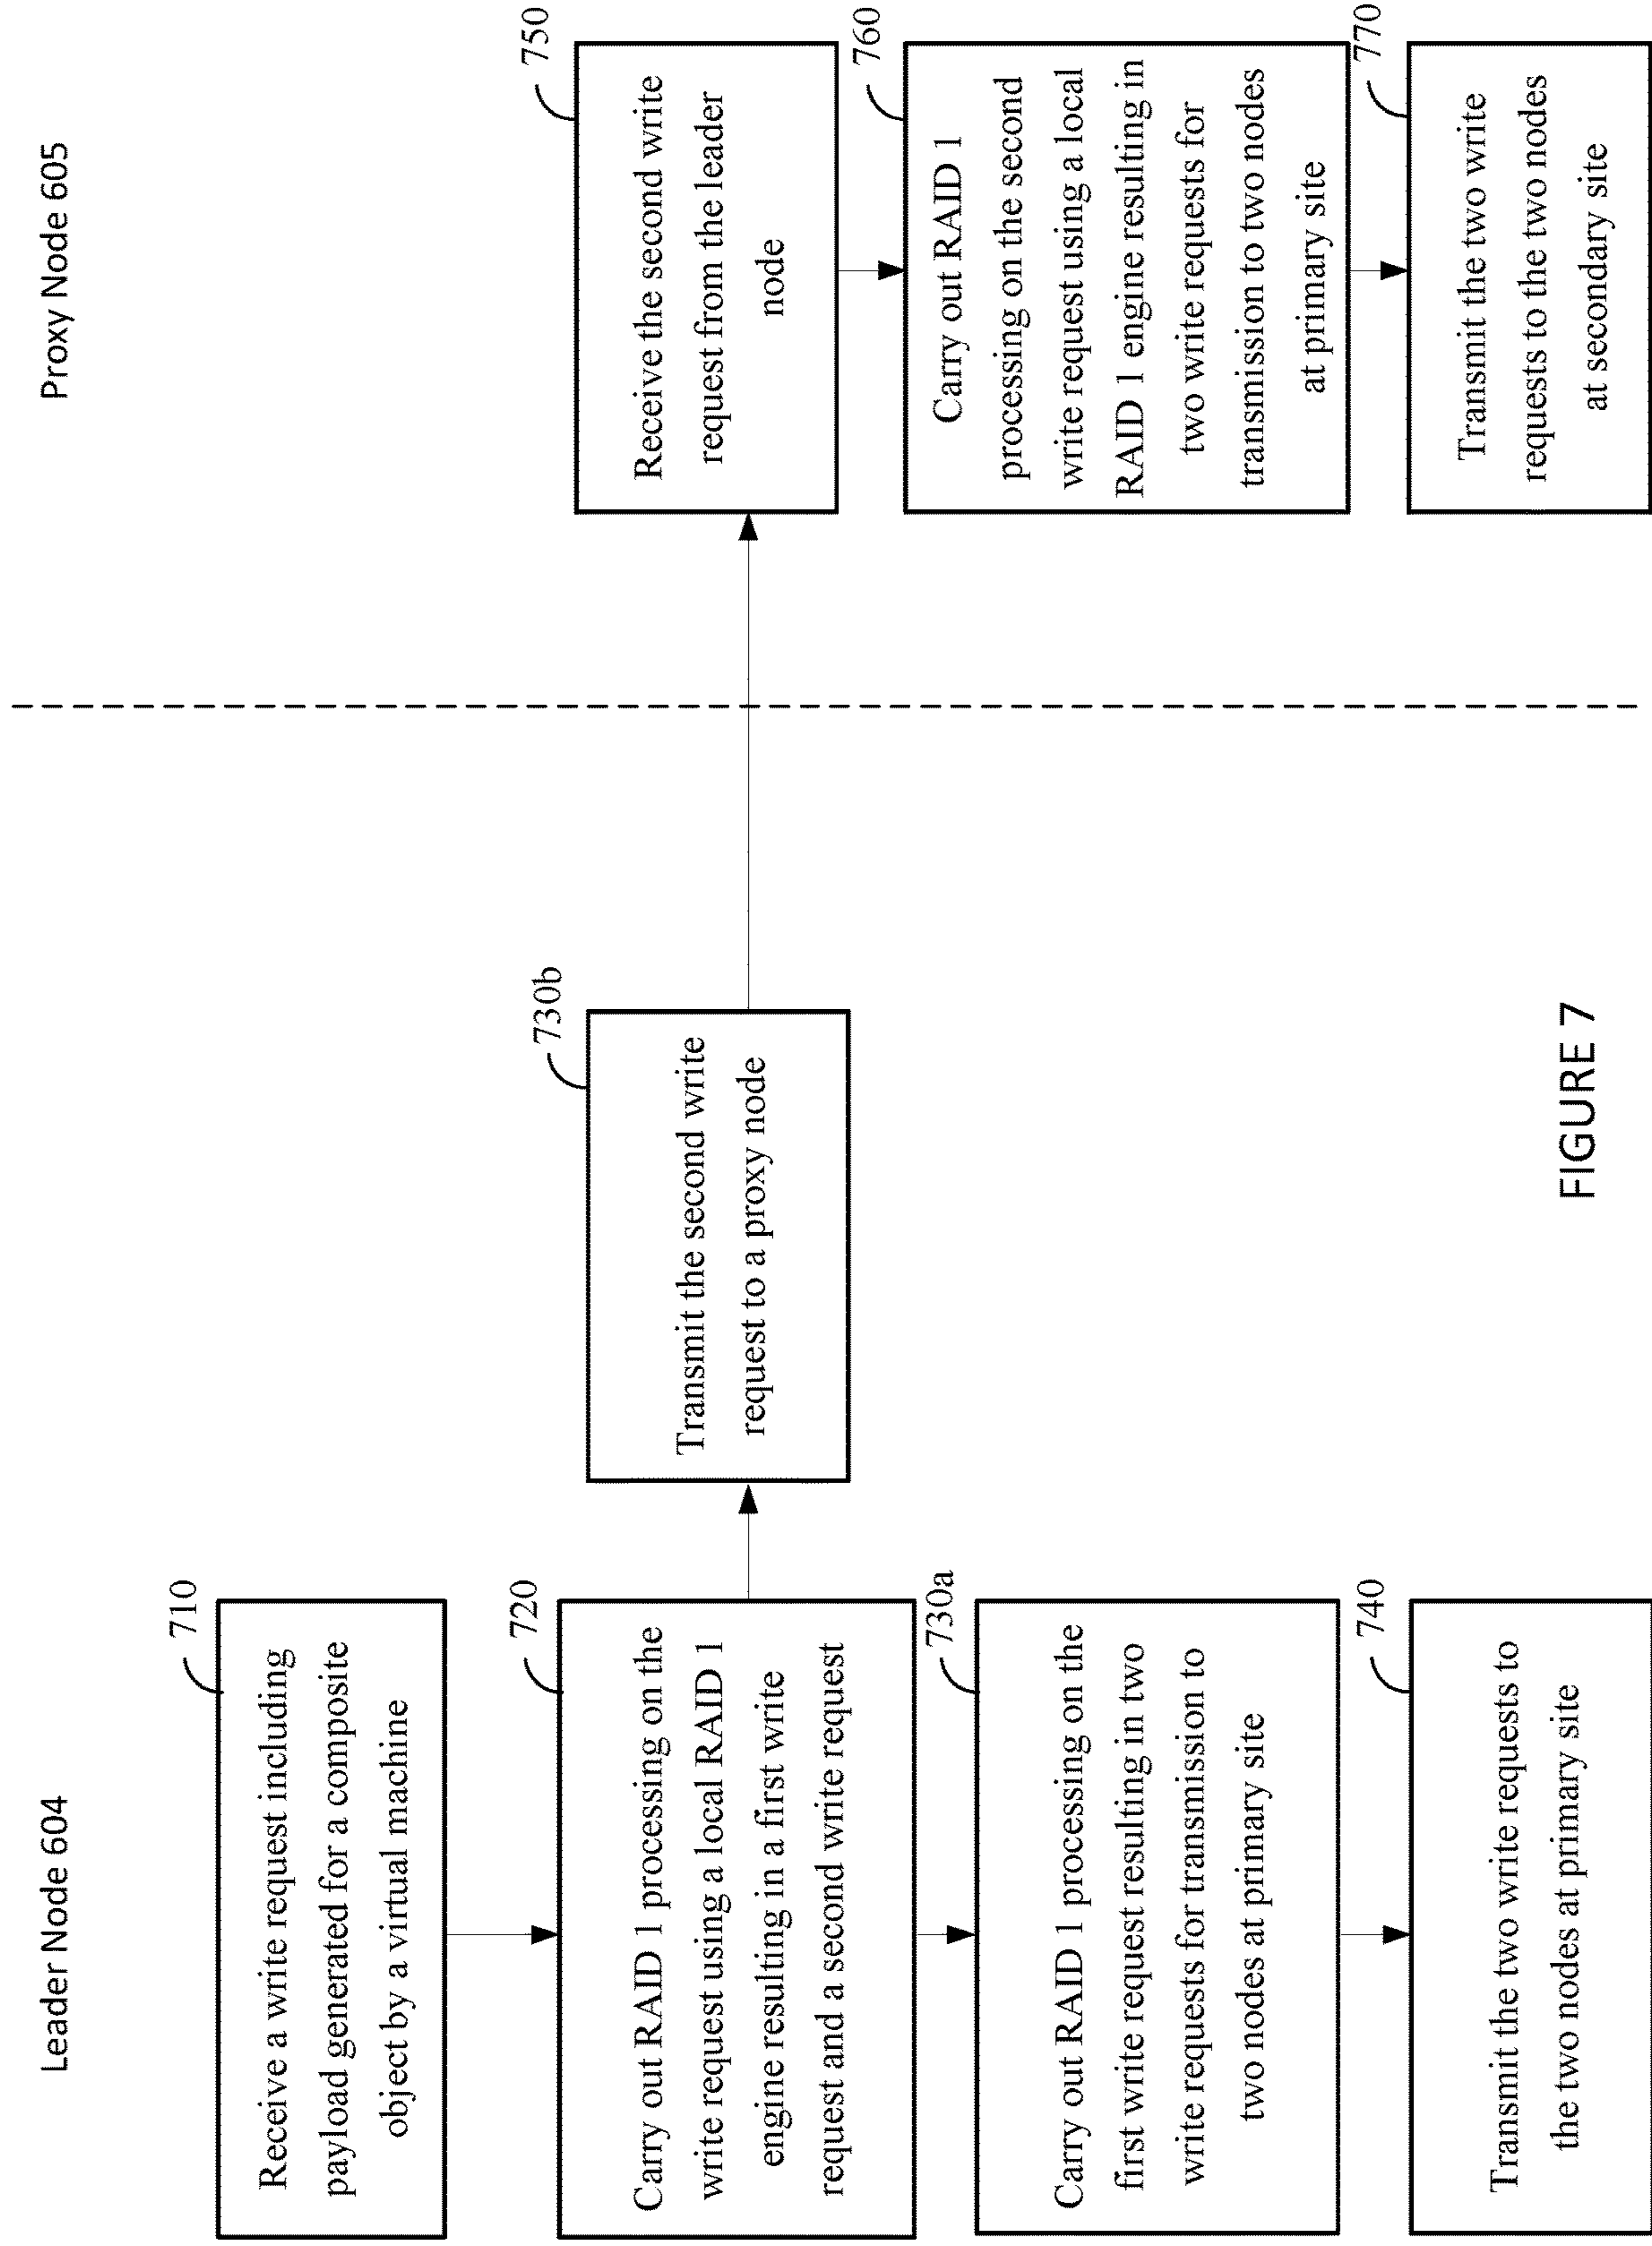 Leader Node 604
Proxy Node 605
710
Receive a write request including
payload generated for a composite
object by a virtual machine
720
Carry out RAID 1 processing on the
write request using a local RAID 1
engine resulting in a first write
request and a second write request
730a
Carry out RAID 1 processing on the
first write request resulting in two
write requests for transmission to
two nodes at primary site
740
Transmit the two write requests to
the two nodes at primary site
730b
Transmit the second write
request to a proxy node
750
Receive the second write
request from the leader
node
760
Carry out RAID 1
processing on the second
write request using a local
RAID 1 engine resulting in
two write requests for
transmission to two nodes
at primary site
770
Transmit the two write
requests to the two nodes
at secondary site
FIGURE 7